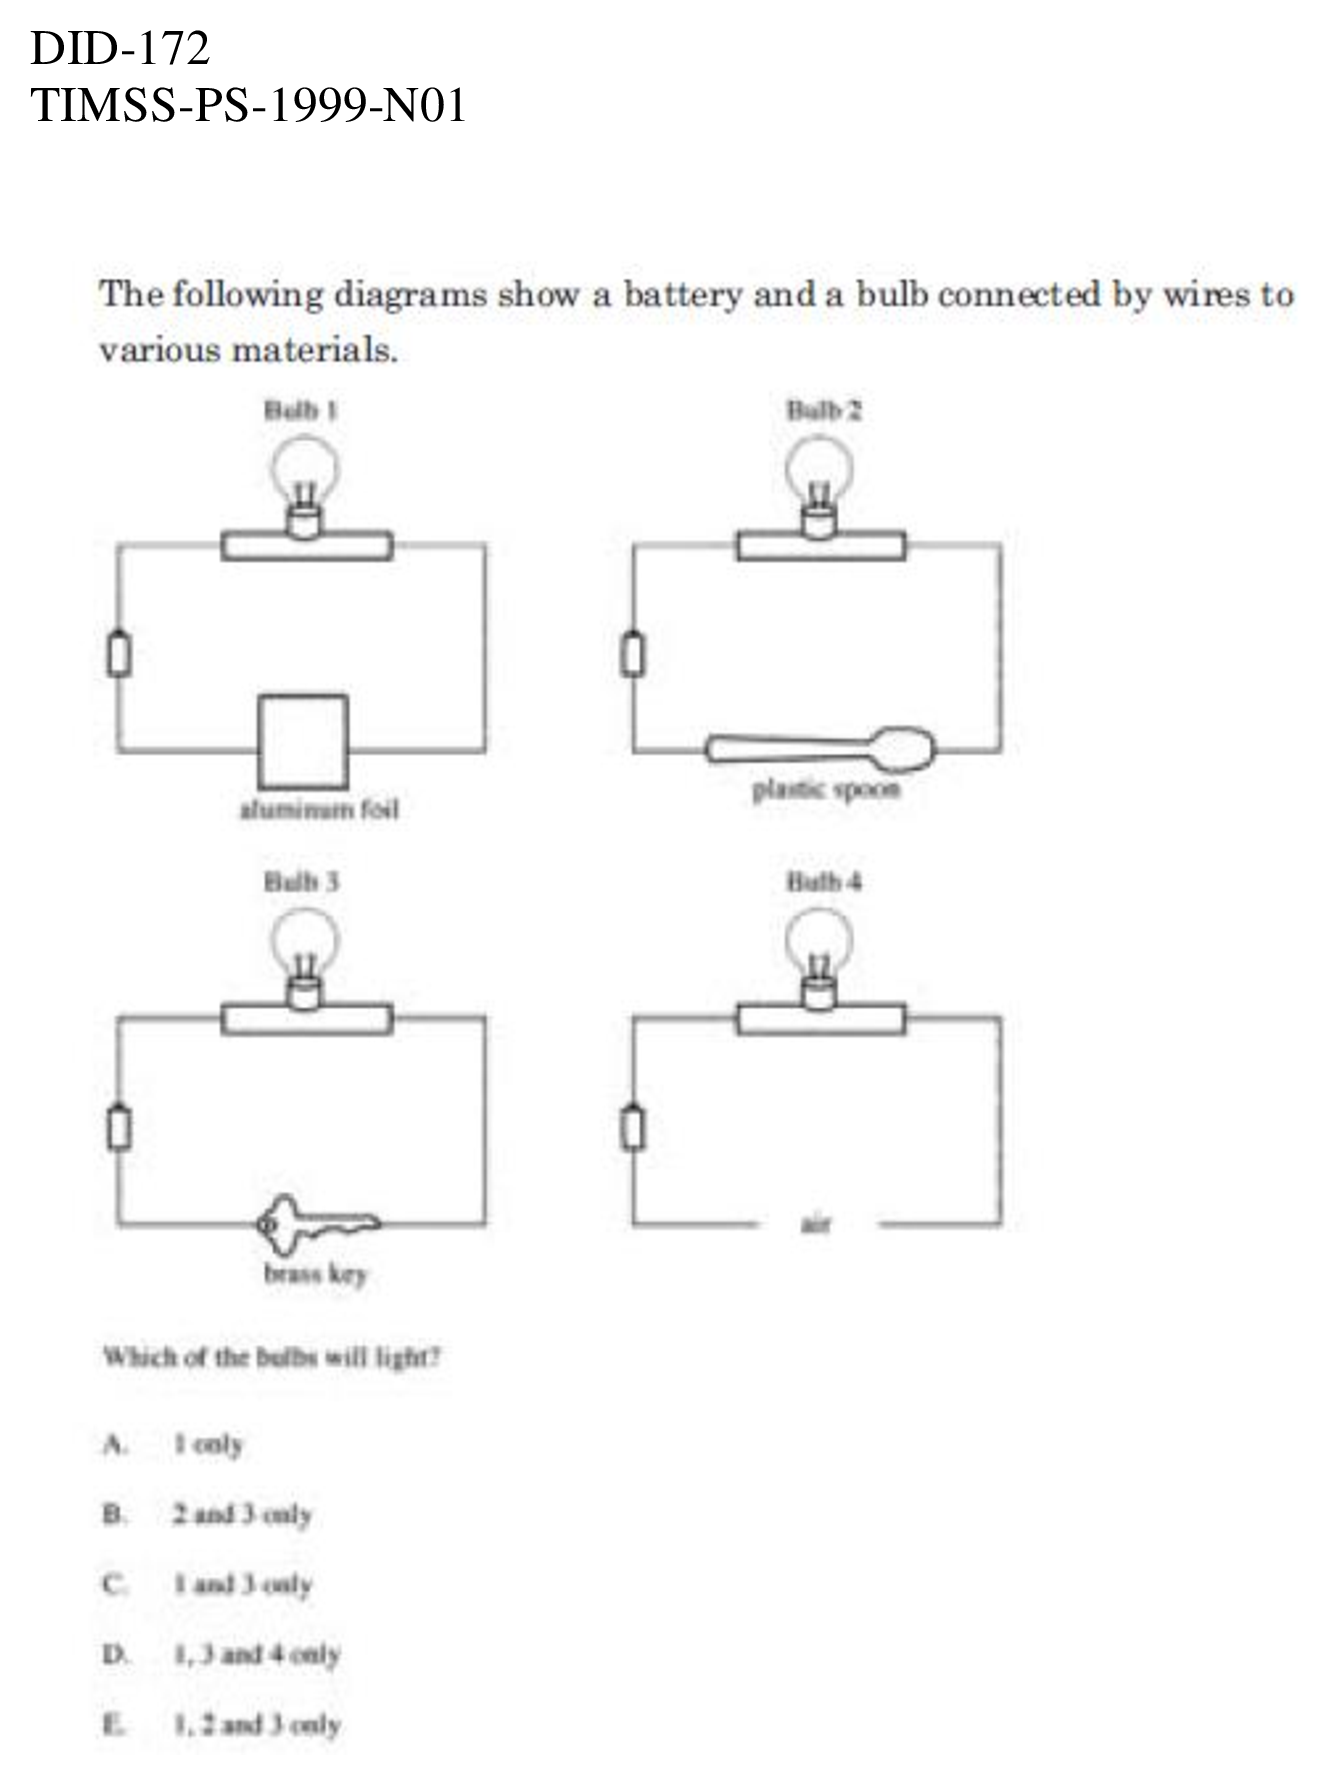 DID-172
TIMSS-PS-1999-N01
The following diagrams show a battery and a bulb connected by wires to
various materials.
Bulb 1
Bulb 2
aluminum foil
plastic spoon
Bulb 3
Bulb 4
brass key
air
Which of the bulbs will light?
A. 1 only
B. 2 and 3 only
C. 1 and 3 only
D. 1, 3 and 4 only
E. 1, 2 and 3 only